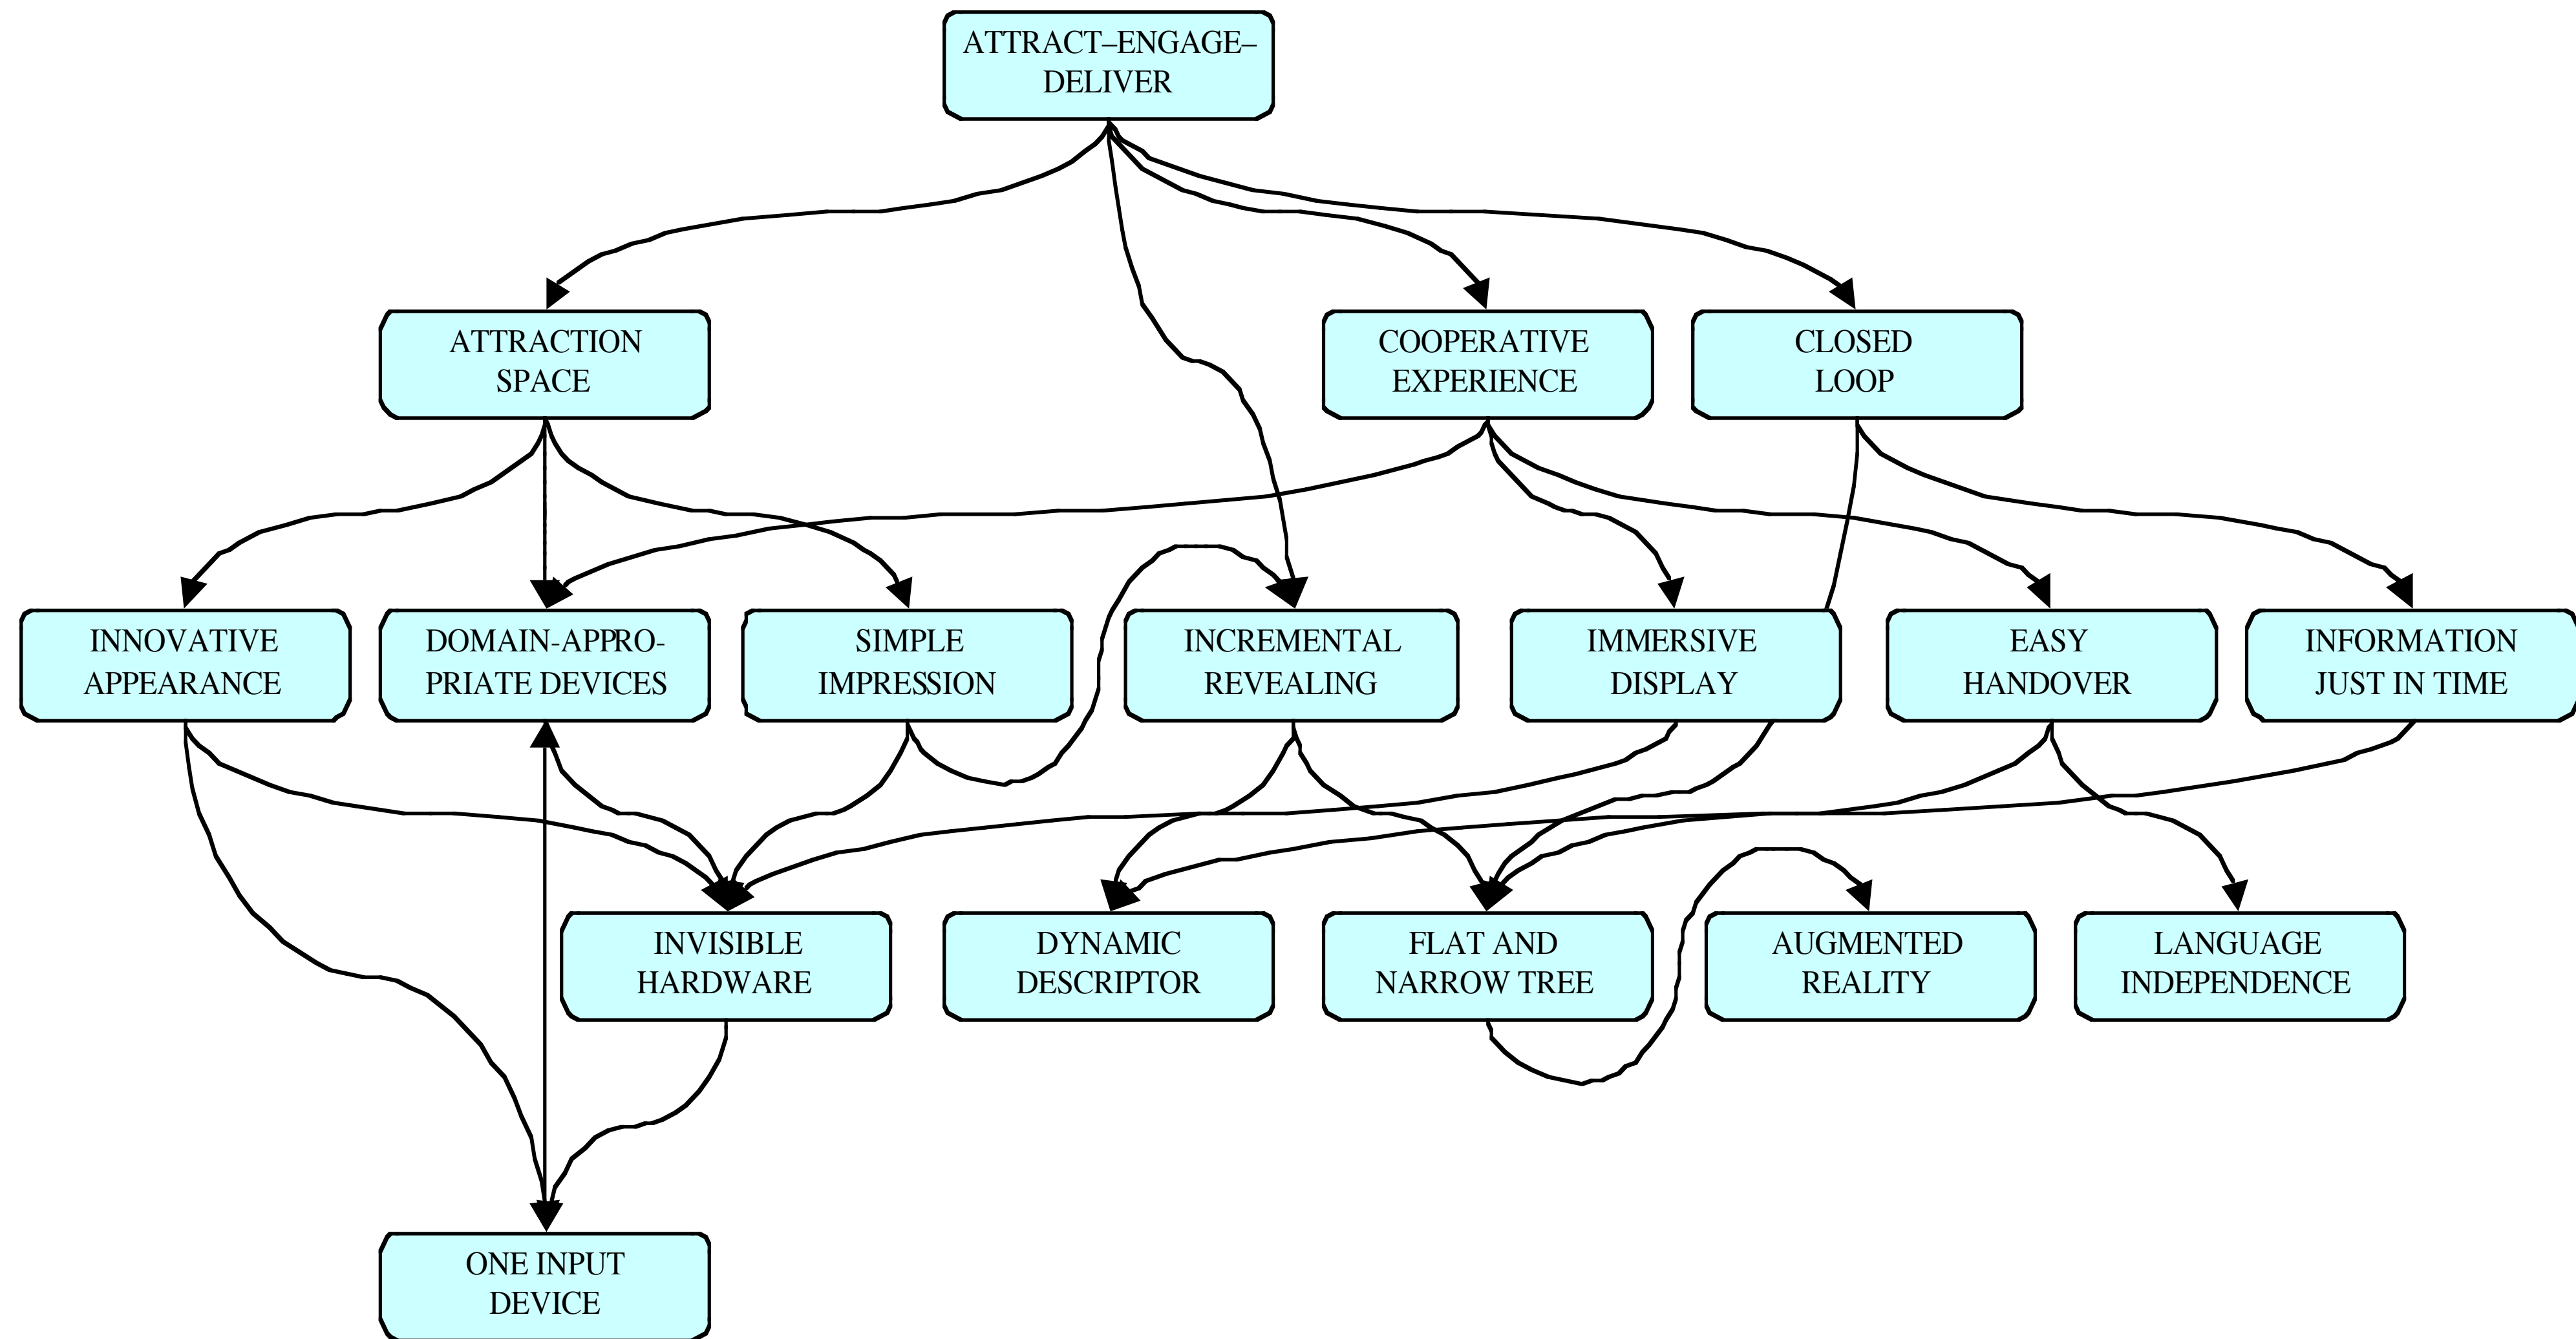 ATTRACT–ENGAGE–
DELIVER
ATTRACTION
SPACE
COOPERATIVE
EXPERIENCE
CLOSED
LOOP
INNOVATIVE
APPEARANCE
DOMAIN-APPRO-
PRIATE DEVICES
SIMPLE
IMPRESSION
INCREMENTAL
REVEALING
IMMERSIVE
DISPLAY
EASY
HANDOVER
INFORMATION
JUST IN TIME
INVISIBLE
HARDWARE
DYNAMIC
DESCRIPTOR
FLAT AND
NARROW TREE
AUGMENTED
REALITY
LANGUAGE
INDEPENDENCE
ONE INPUT
DEVICE